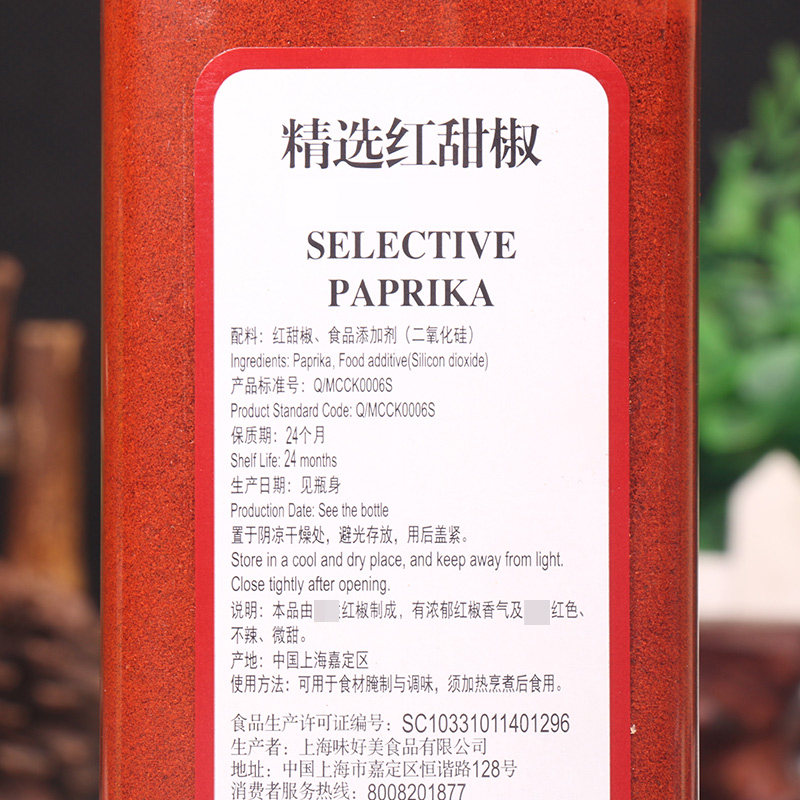 精选红甜椒
SELECTIVE
PAPRIKA
配料：红甜椒、食品添加剂（二氧化硅）
Ingredients: Paprika, Food additive(Silicon dioxide)
产品标准号：Q/MCCK0006S
Product Standard Code: Q/MCCK0006S
保质期：24个月
Shelf Life: 24 months
生产日期：见瓶身
Production Date: See the bottle
置于阴凉干燥处，避光存放，用后盖紧。
Store in a cool and dry place, and keep away from light.
Close tightly after opening.
说明：本品由红椒制成，有浓郁红椒香气及红色、
不辣、微甜。
产地：中国上海嘉定区
使用方法：可用于食材腌制与调味，须加热烹煮后食用。
食品生产许可证编号：SC10331011401296
生产者：上海味好美食品有限公司
地址：中国上海市嘉定区恒谐路128号
消费者服务热线：8008201877